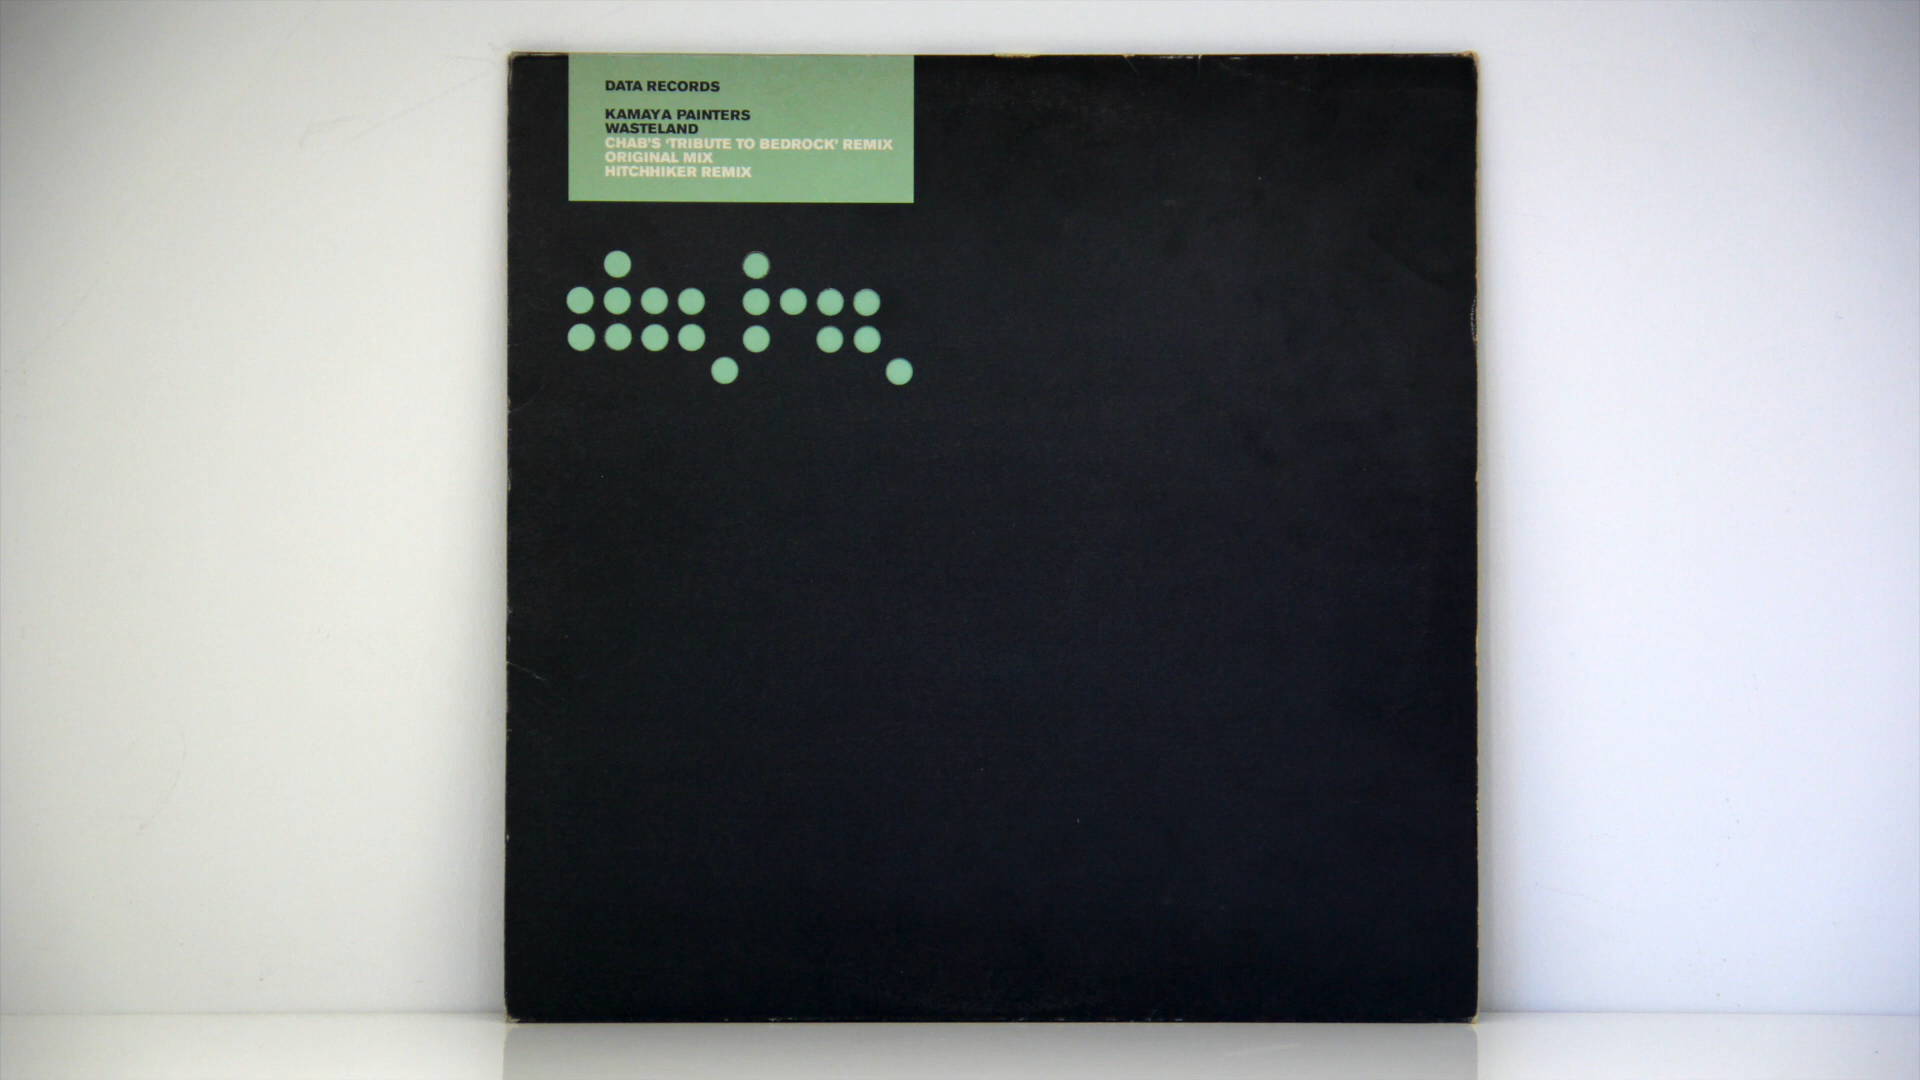 DATA RECORDS
KAMAYA PAINTERS
WASTELAND
CHAB'S 'TRIBUTE TO BEDROCK' REMIX
ORIGINAL MIX
HITCHHIKER REMIX